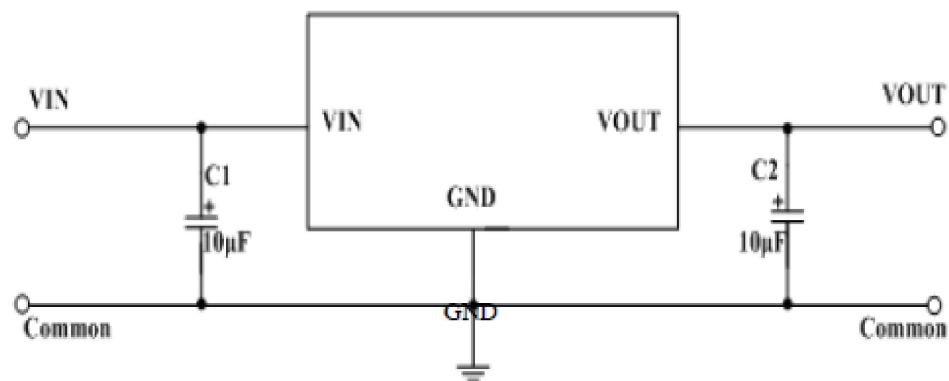 VIN
VOUT
VIN
VOUT
C1
C2
GND
+
+
10μF
10μF
GND
Common
Common